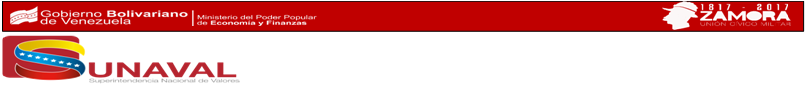 Gobierno Bolivariano
de Venezuela
Ministerio del Poder Popular
de Economía y Finanzas
1817 - 2017
ZAMORA
UNIÓN CÍVICO MILITAR
SUNAVAL
Superintendencia Nacional de Valores